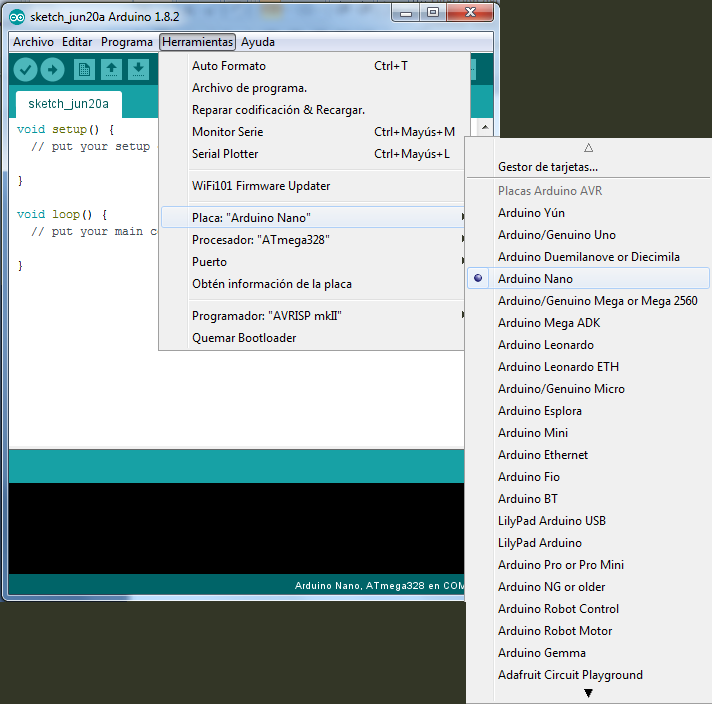 sketch_jun20a Arduino 1.8.2
Archivo Editar Programa Herramientas Ayuda
sketch_jun20a
void setup() {
// put your setup
}
void loop() {
// put your main c
}
Auto Formato Ctrl+T
Archivo de programa.
Reparar codificación & Recargar.
Monitor Serie Ctrl+Mayús+M
Serial Plotter Ctrl+Mayús+L
WiFi101 Firmware Updater
Placa: "Arduino Nano"
Procesador: "ATmega328"
Puerto
Obtén información de la placa
Programador: "AVRISP mkII"
Quemar Bootloader
Gestor de tarjetas...
Placas Arduino AVR
Arduino Yún
Arduino/Genuino Uno
Arduino Duemilanove or Diecimila
Arduino Nano
Arduino/Genuino Mega or Mega 2560
Arduino Mega ADK
Arduino Leonardo
Arduino Leonardo ETH
Arduino/Genuino Micro
Arduino Esplora
Arduino Mini
Arduino Ethernet
Arduino Fio
Arduino BT
LilyPad Arduino USB
LilyPad Arduino
Arduino Pro or Pro Mini
Arduino NG or older
Arduino Robot Control
Arduino Robot Motor
Arduino Gemma
Adafruit Circuit Playground
Arduino Nano, ATmega328 en COM